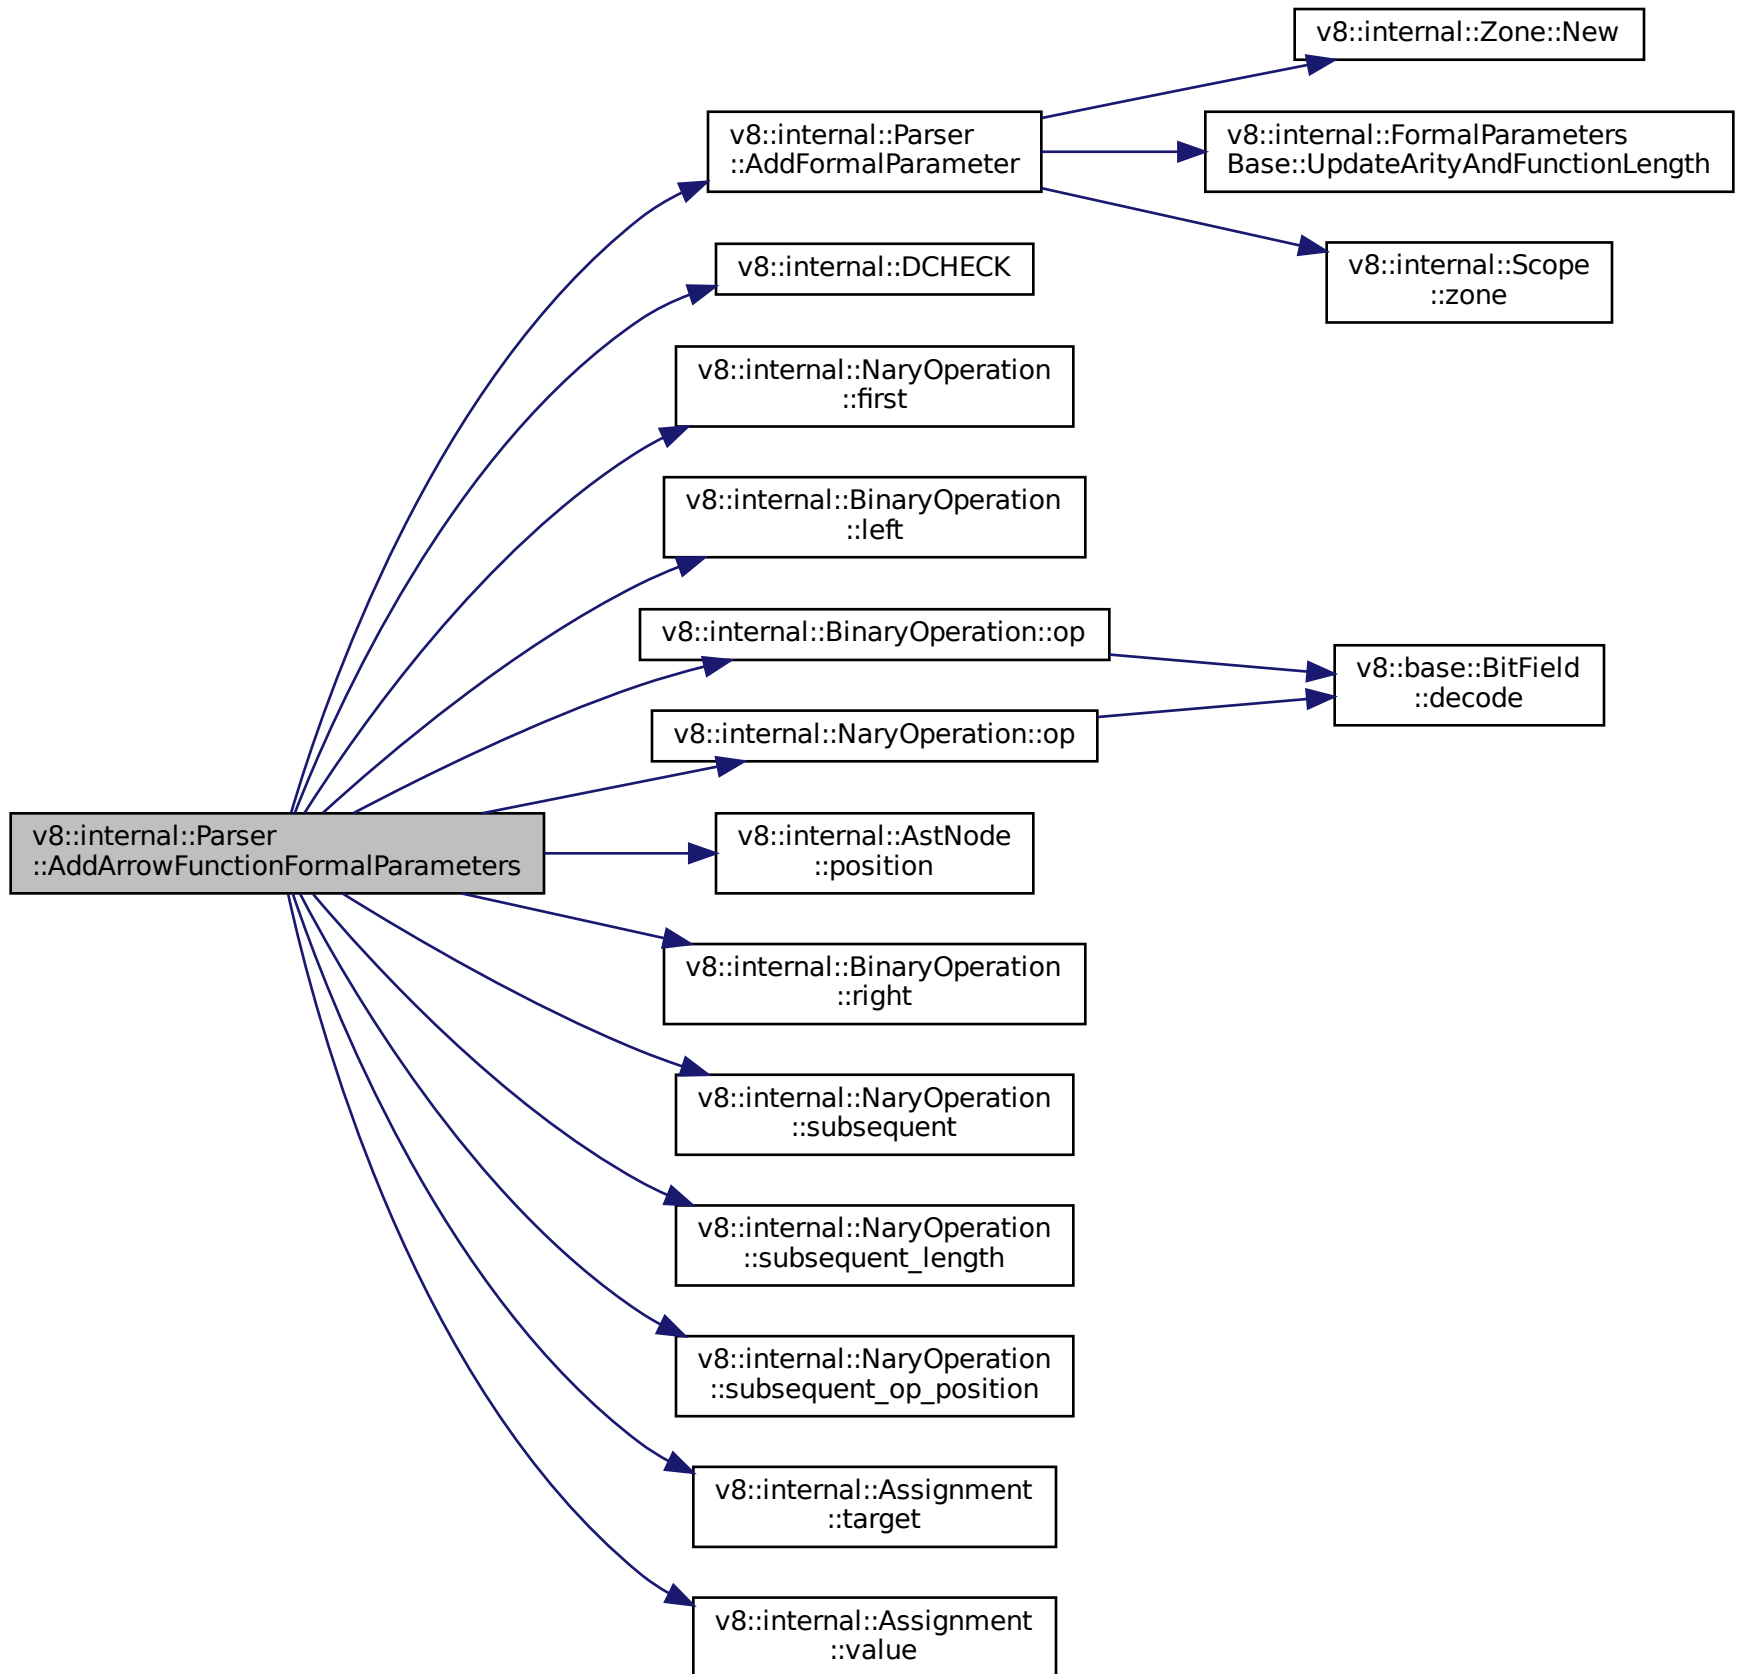 v8::internal::Zone::New
v8::internal::Parser
::AddFormalParameter
v8::internal::FormalParameters
Base::UpdateArityAndFunctionLength
v8::internal::DCHECK
v8::internal::Scope
::zone
v8::internal::NaryOperation
::first
v8::internal::BinaryOperation
::left
v8::internal::BinaryOperation::op
v8::base::BitField
::decode
v8::internal::NaryOperation::op
v8::internal::Parser
::AddArrowFunctionFormalParameters
v8::internal::AstNode
::position
v8::internal::BinaryOperation
::right
v8::internal::NaryOperation
::subsequent
v8::internal::NaryOperation
::subsequent_length
v8::internal::NaryOperation
::subsequent_op_position
v8::internal::Assignment
::target
v8::internal::Assignment
::value